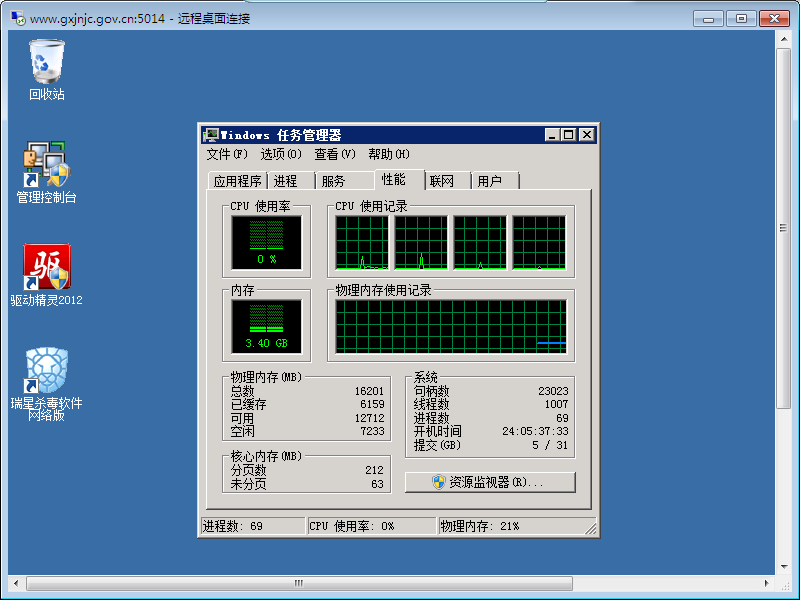 www.gxjnjc.gov.cn:5014 - 远程桌面连接
回收站
管理控制台
驱
驱动精灵2012
瑞星杀毒软件
网络版
Windows 任务管理器
文件(F) 选项(O) 查看(V) 帮助(H)
应用程序 进程 服务 性能 联网 用户
CPU 使用率
0 %
CPU 使用记录
内存
3.40 GB
物理内存使用记录
物理内存(MB)
总数 16201
已缓存 6159
可用 12712
空闲 7233
核心内存(MB)
分页数 212
未分页 63
系统
句柄数 23023
线程数 1007
进程数 69
开机时间 24:05:37:33
提交(GB) 5 / 31
资源监视器(R)...
进程数: 69 CPU 使用率: 0% 物理内存: 21%